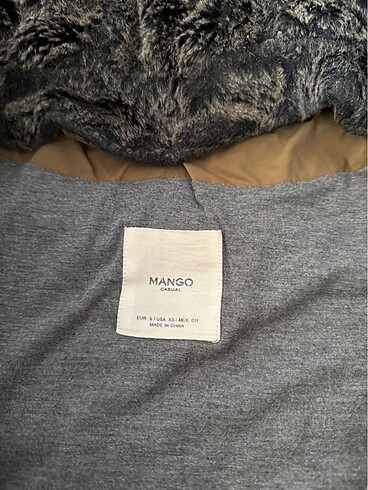 MANGO
CASUAL
EUR S / USA XS / MEX CH
MADE IN CHINA